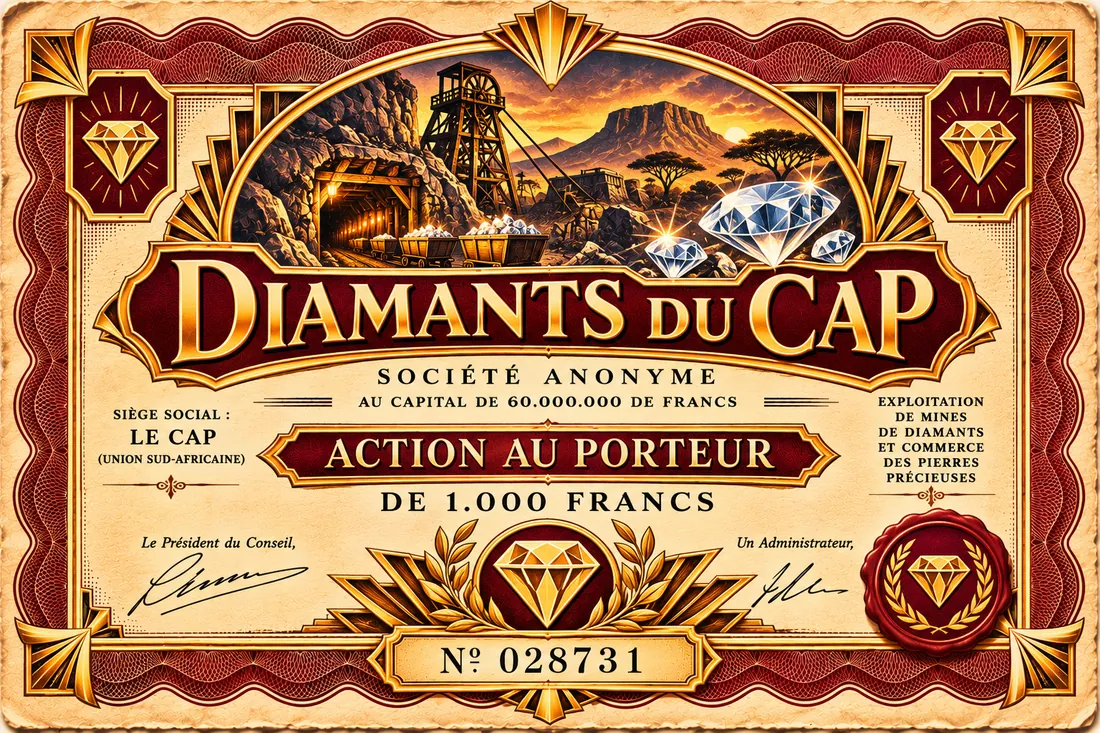 DIAMANTS DU CAP
SOCIÉTÉ ANONYME
AU CAPITAL DE 60.000.000 DE FRANCS
SIÈGE SOCIAL :
LE CAP
(UNION SUD-AFRICAINE)
ACTION AU PORTEUR
DE 1.000 FRANCS
EXPLOITATION
DE MINES
DE DIAMANTS
ET COMMERCE
DES PIERRES
PRÉCIEUSES
Le Président du Conseil,
Un Administrateur,
Nº 028731